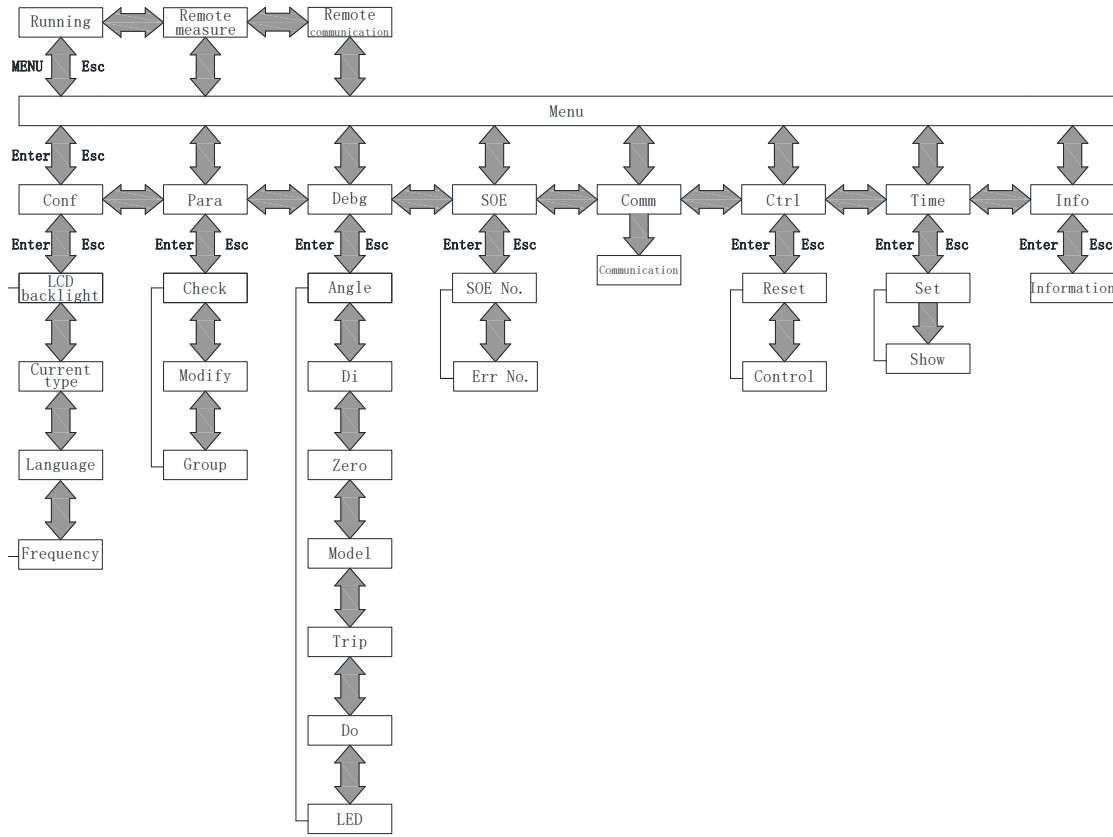 Running
Remote
measure
Remote
communication
MENU
Esc
Menu
Enter
Esc
Conf
Para
Debg
SOE
Comm
Ctrl
Time
Info
Enter
Esc
Enter
Esc
Enter
Esc
Enter
Esc
Enter
Esc
Enter
Esc
Enter
Esc
Communication
LCD
backlight
Check
Angle
SOE No.
Reset
Set
Information
Current
type
Modify
Di
Err No.
Control
Show
Language
Group
Zero
Frequency
Model
Trip
Do
LED